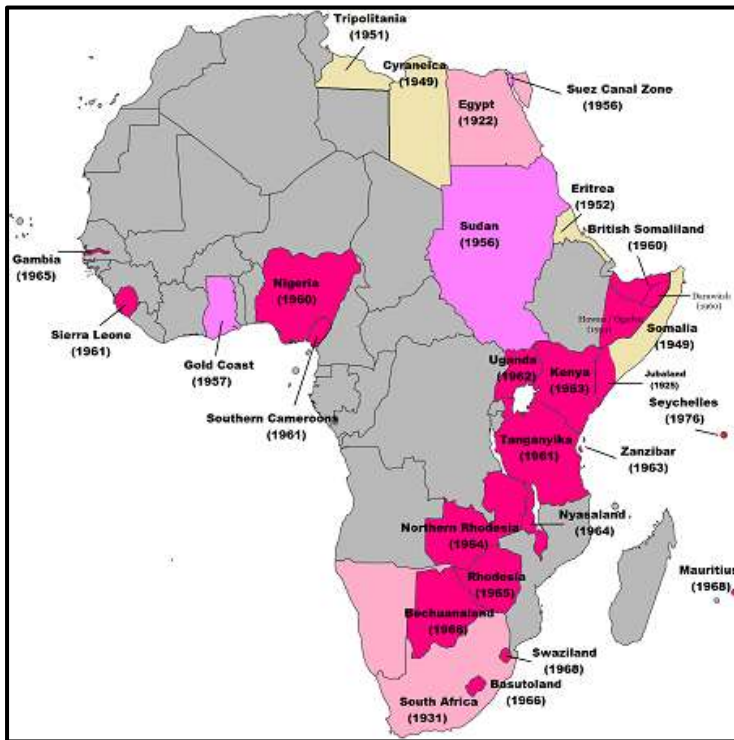 Tripolitania
(1951)
Cyraneica
(1949)
Egypt
(1922)
Suez Canal Zone
(1956)
Eritrea
(1952)
British Somaliland
(1960)
Sudan
(1956)
Gambia
(1965)
Nigeria
(1960)
Somalia
(1949)
Sierra Leone
(1961)
Gold Coast
(1957)
Southern Cameroons
(1961)
Uganda
(1962)
Kenya
(1963)
Jubaland
(1925)
Seychelles
(1976)
Tanganyika
(1961)
Zanzibar
(1963)
Nyasaland
(1964)
Northern Rhodesia
(1964)
Rhodesia
(1965)
Mauritius
(1968)
Bechuanaland
(1966)
Swaziland
(1968)
Basutoland
(1966)
South Africa
(1931)